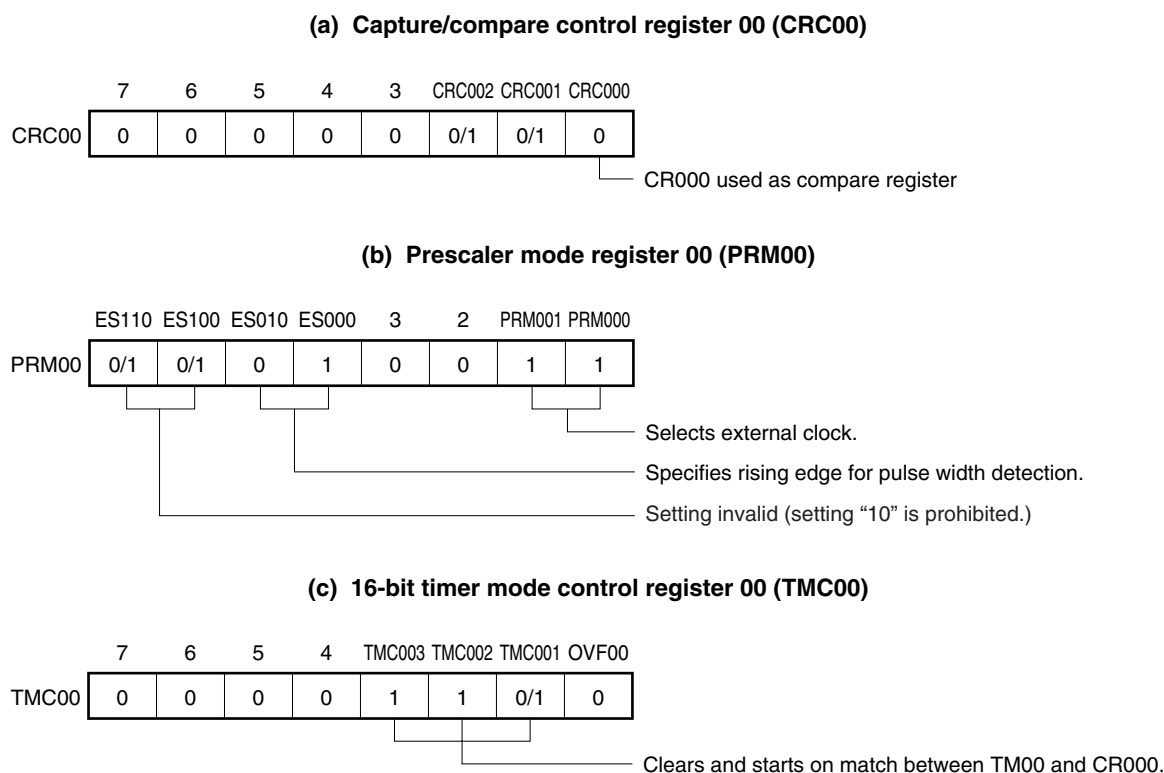 (a) Capture/compare control register 00 (CRC00)
7 6 5 4 3 CRC002 CRC001 CRC000
CRC00 0 0 0 0 0 0/1 0/1 0
CR000 used as compare register
(b) Prescaler mode register 00 (PRM00)
ES110 ES100 ES010 ES000 3 2 PRM001 PRM000
PRM00 0/1 0/1 0 1 0 0 1 1
Selects external clock.
Specifies rising edge for pulse width detection.
Setting invalid (setting “10” is prohibited.)
(c) 16-bit timer mode control register 00 (TMC00)
7 6 5 4 TMC003 TMC002 TMC001 OVF00
TMC00 0 0 0 0 1 1 0/1 0
Clears and starts on match between TM00 and CR000.